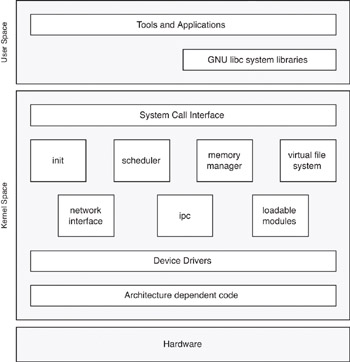 User Space
Tools and Applications
GNU libc system libraries
Kernel Space
System Call Interface
init
scheduler
memory
manager
virtual file
system
network
interface
ipc
loadable
modules
Device Drivers
Architecture dependent code
Hardware